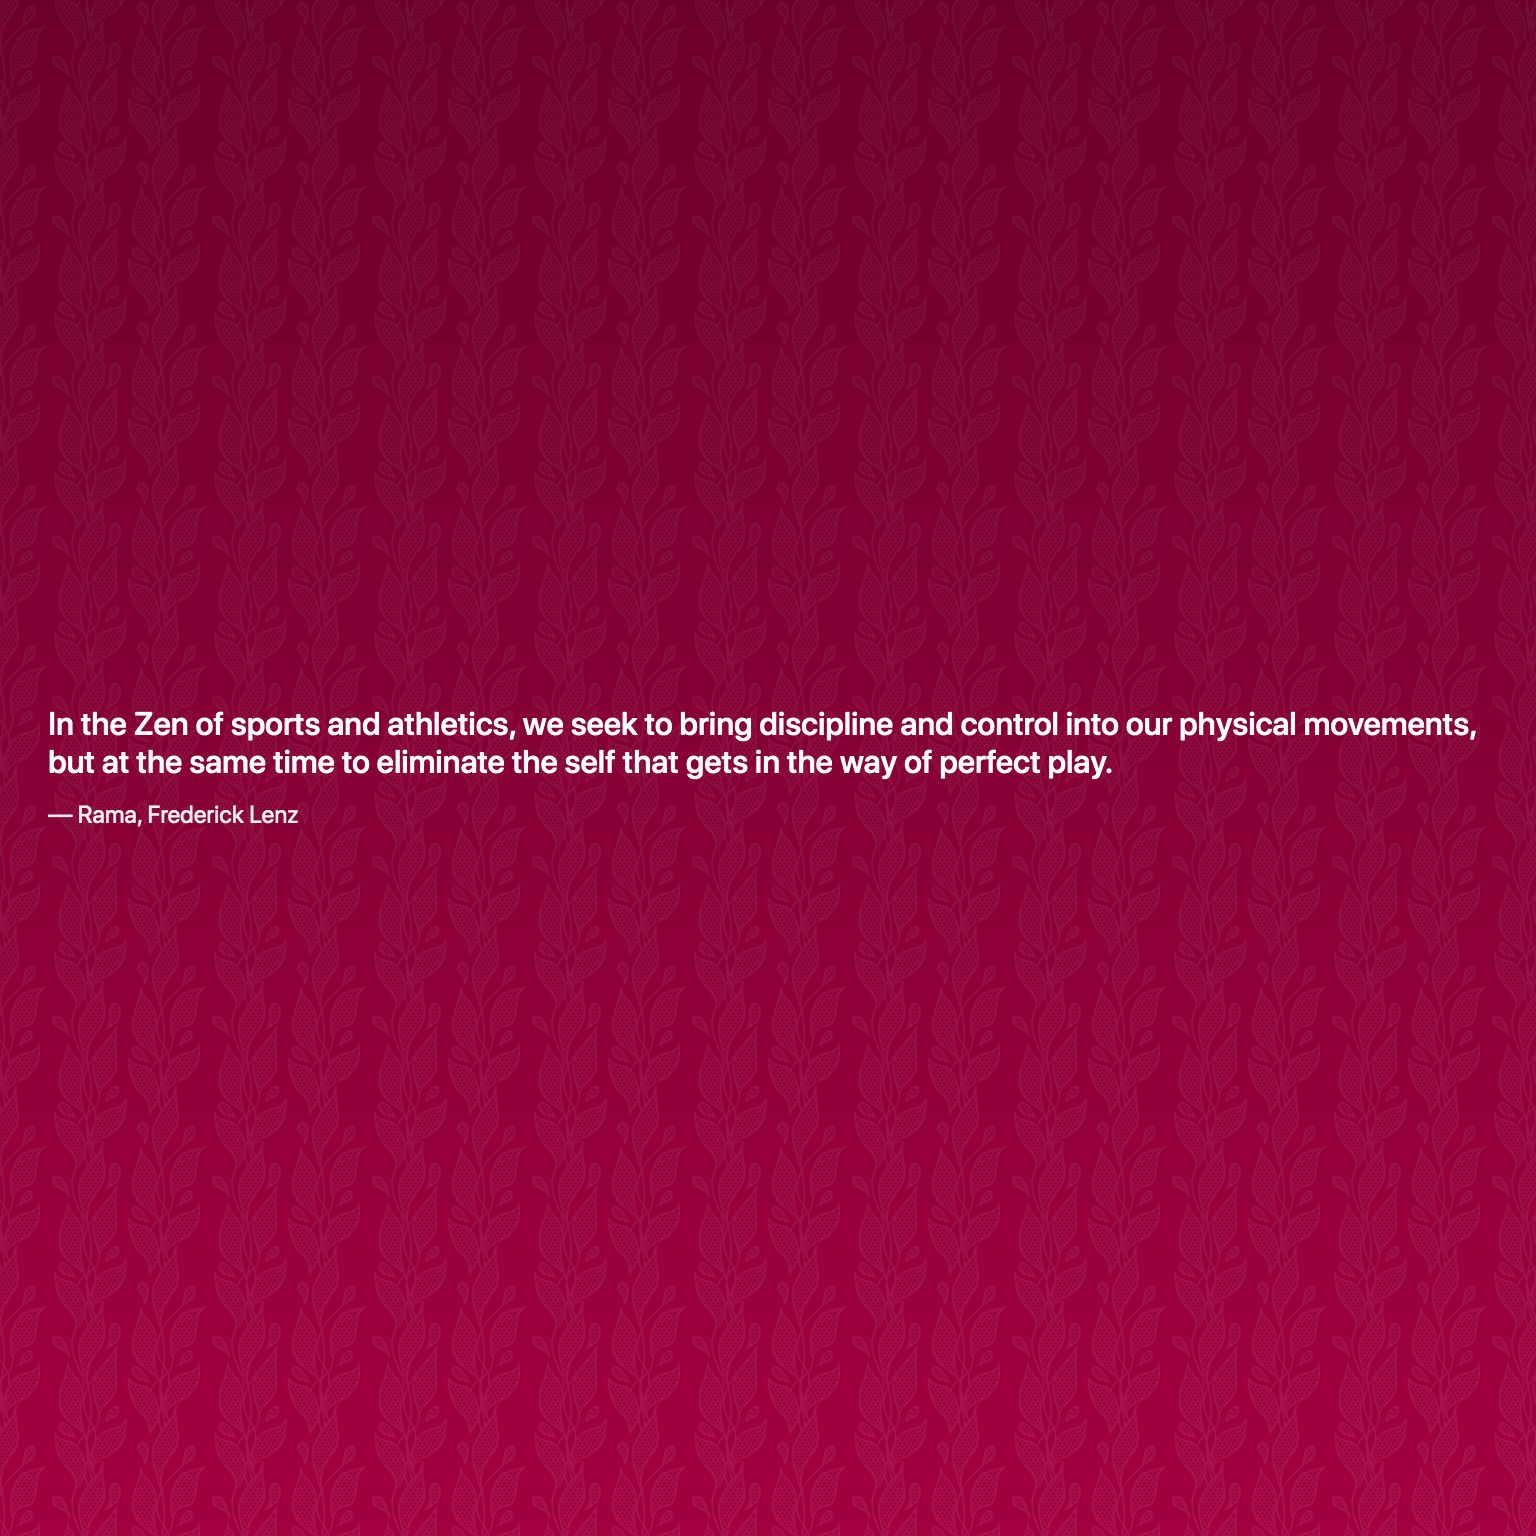 In the Zen of sports and athletics, we seek to bring discipline and control into our physical movements,
but at the same time to eliminate the self that gets in the way of perfect play.
— Rama, Frederick Lenz